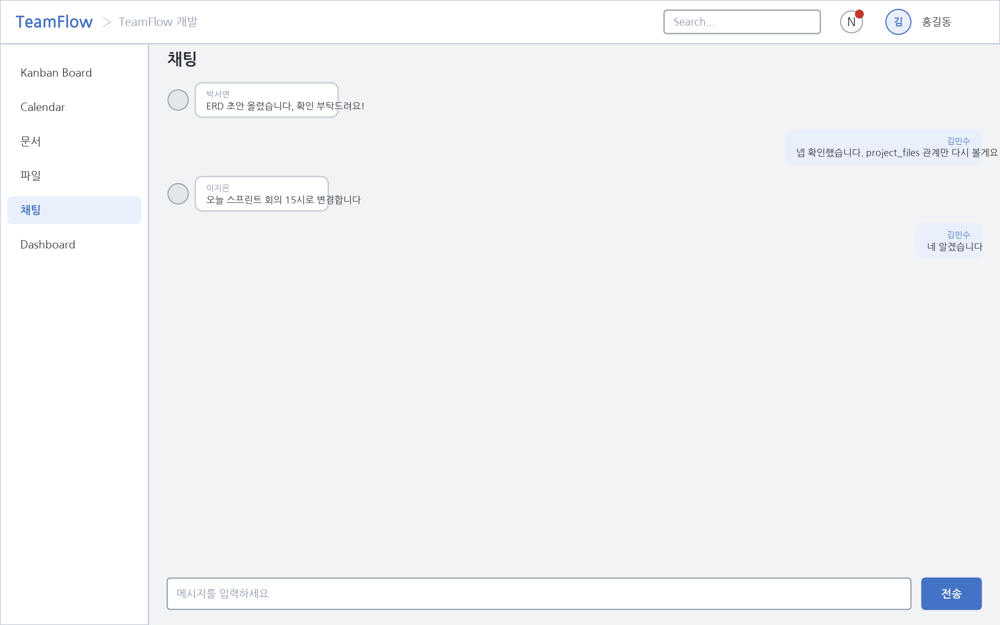 TeamFlow > TeamFlow 개발
Search...
N
김
홍길동
Kanban Board
Calendar
문서
파일
채팅
Dashboard
채팅
박서연
ERD 초안 올렸습니다, 확인 부탁드려요!
김민수
넵 확인했습니다. project_files 관계만 다시 볼게요
이지은
오늘 스프린트 회의 15시로 변경합니다
김민수
네 알겠습니다
메시지를 입력하세요
전송